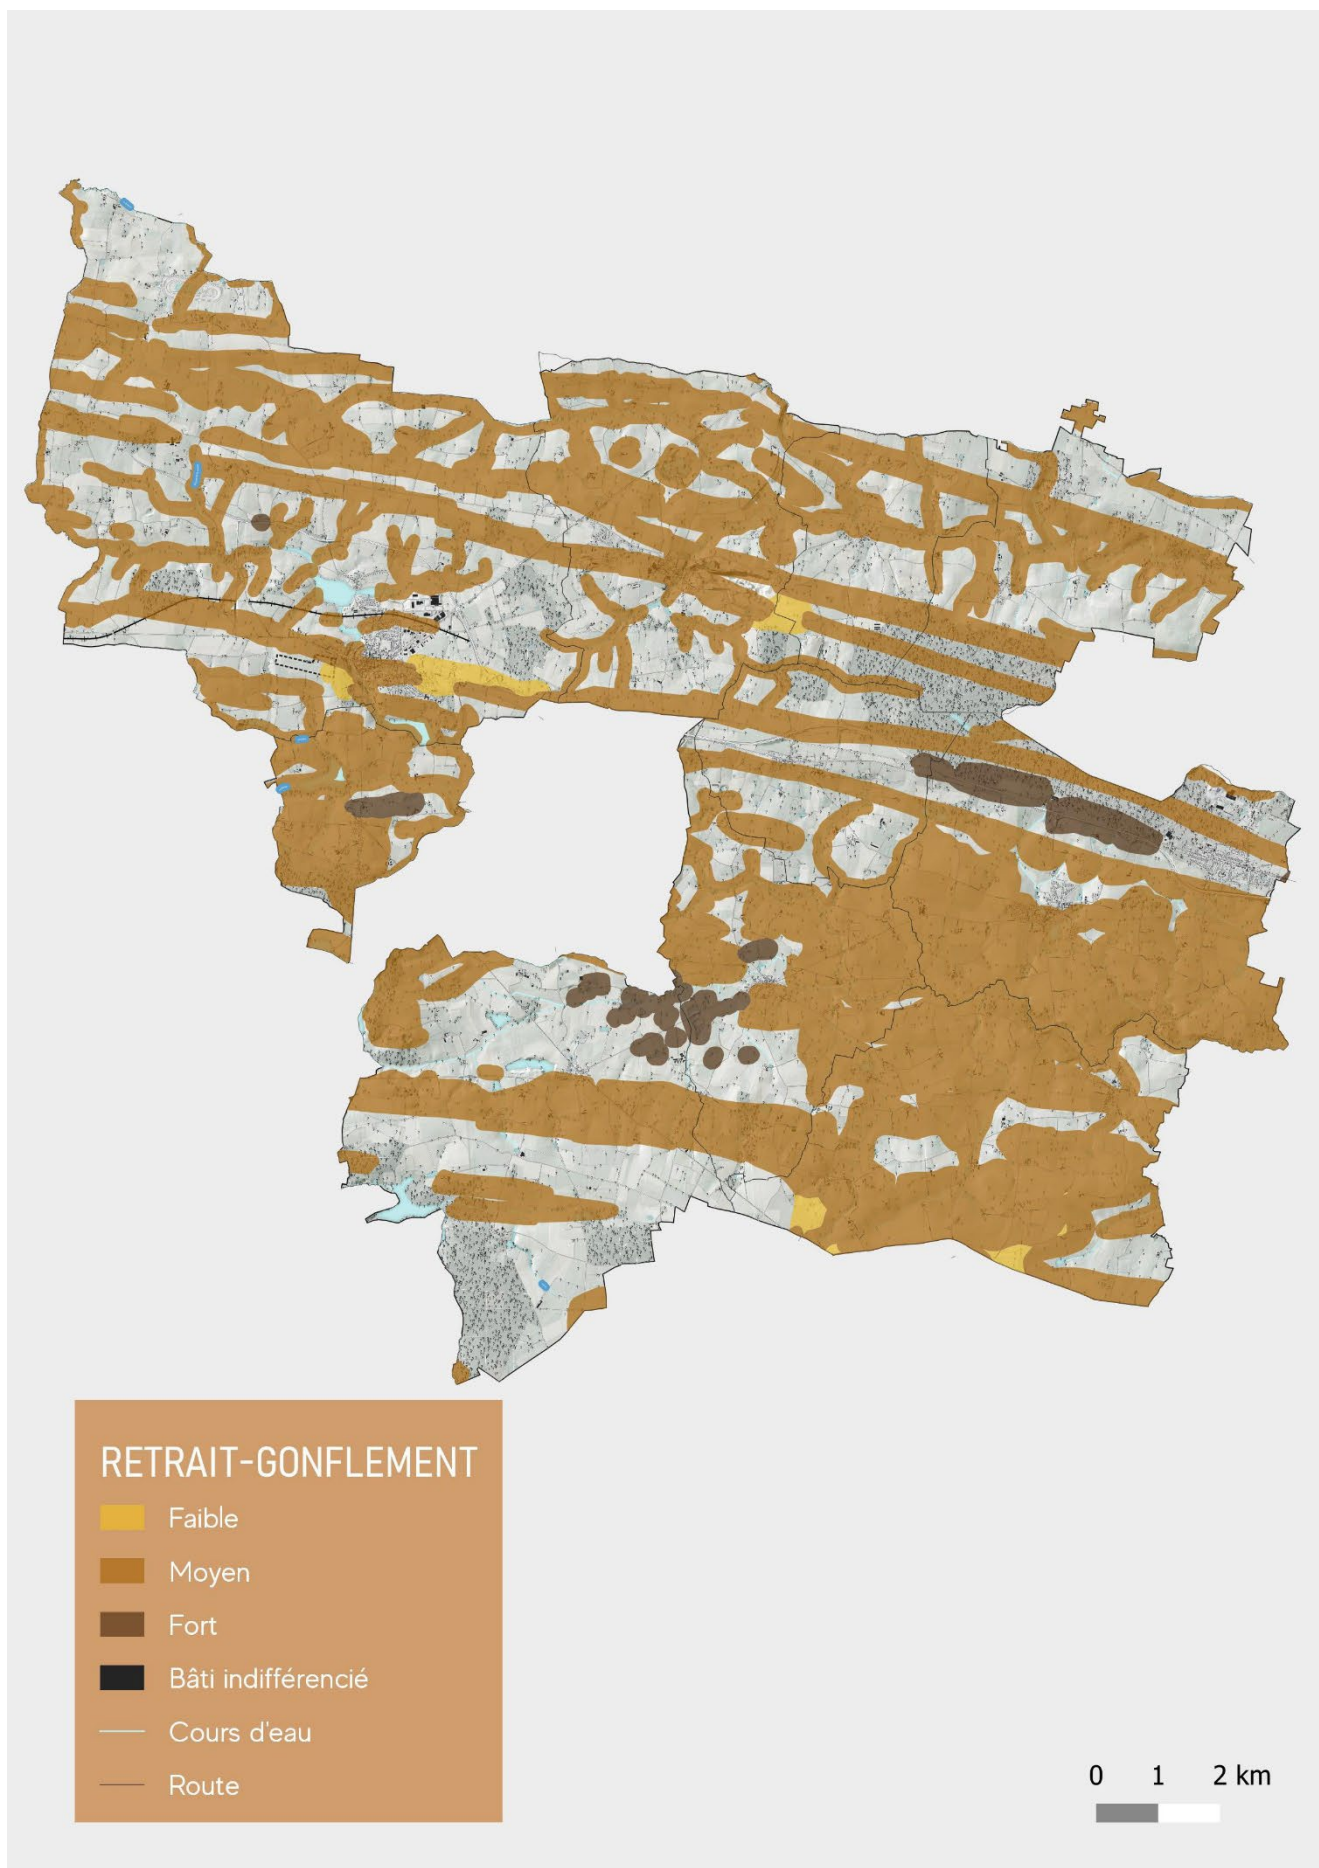 RETRAIT-GONFLEMENT
Faible
Moyen
Fort
Bâti indifférencié
Cours d'eau
Route
0 1 2 km